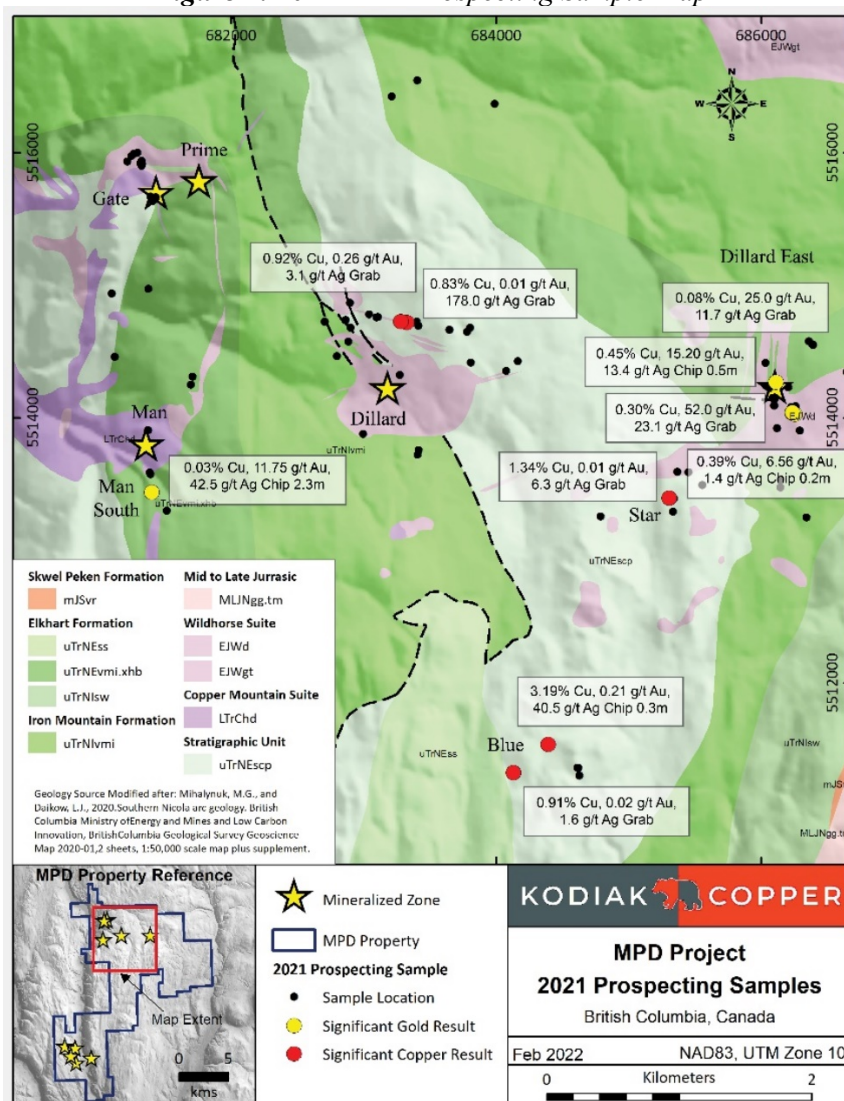 682000
684000
686000
EJWgt
N
W E
S
5516000
5516000
Prime
Gate
Dillard East
0.92% Cu, 0.26 g/t Au,
3.1 g/t Ag Grab
0.83% Cu, 0.01 g/t Au,
178.0 g/t Ag Grab
0.08% Cu, 25.0 g/t Au,
11.7 g/t Ag Grab
0.45% Cu, 15.20 g/t Au,
13.4 g/t Ag Chip 0.5m
5514000
5514000
Man
Dillard
0.30% Cu, 52.0 g/t Au,
23.1 g/t Ag Grab
EJWd
LTrChd
uTrNIvmi
0.03% Cu, 11.75 g/t Au,
42.5 g/t Ag Chip 2.3m
Man
South
uTrNEvmi.xhb
1.34% Cu, 0.01 g/t Au,
6.3 g/t Ag Grab
0.39% Cu, 6.56 g/t Au,
1.4 g/t Ag Chip 0.2m
Star
uTrNEscp
Skwel Peken Formation
mJSvr
Elkhart Formation
uTrNEss
uTrNEvmi.xhb
uTrNIsw
Iron Mountain Formation
uTrNIvmi
Mid to Late Jurrasic
MLJNgg.tm
Wildhorse Suite
EJWd
EJWgt
Copper Mountain Suite
LTrChd
Stratigraphic Unit
uTrNEscp
Geology Source Modified after: Mihalynuk, M.G., and
Daikow, L.J., 2020.Southern Nicola arc geology. British
Columbia Ministry ofEnergy and Mines and Low Carbon
Innovation, BritishColumbia Geological Survey Geoscience
Map 2020-01,2 sheets, 1:50,000 scale map plus supplement.
5512000
3.19% Cu, 0.21 g/t Au,
40.5 g/t Ag Chip 0.3m
Blue
uTrNEss
uTrNIsw
0.91% Cu, 0.02 g/t Au,
1.6 g/t Ag Grab
MPD Property Reference
Map Extent
0 5
kms
Mineralized Zone
MPD Property
2021 Prospecting Sample
Sample Location
Significant Gold Result
Significant Copper Result
KODIAK COPPER
MPD Project
2021 Prospecting Samples
British Columbia, Canada
Feb 2022 NAD83, UTM Zone 10
Kilometers
0 2